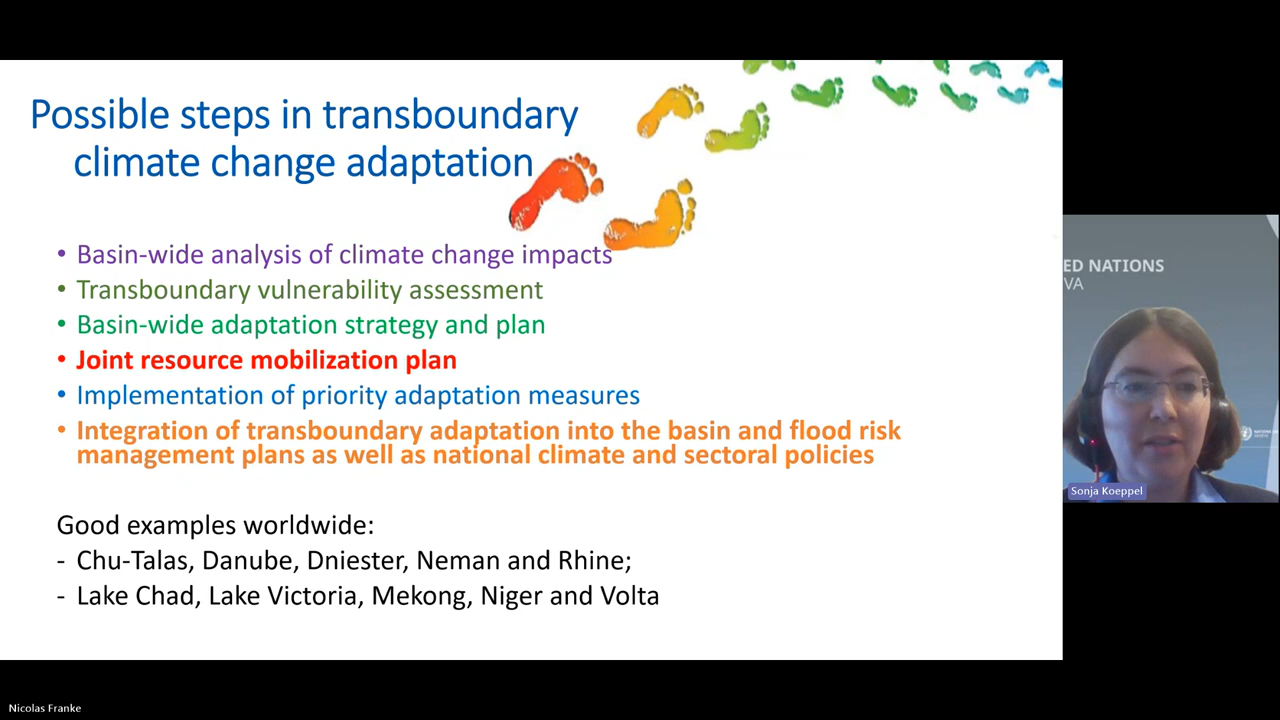 Possible steps in transboundary
climate change adaptation
• Basin-wide analysis of climate change impacts
• Transboundary vulnerability assessment
• Basin-wide adaptation strategy and plan
• Joint resource mobilization plan
• Implementation of priority adaptation measures
• Integration of transboundary adaptation into the basin and flood risk
management plans as well as national climate and sectoral policies
Good examples worldwide:
- Chu-Talas, Danube, Dniester, Neman and Rhine;
- Lake Chad, Lake Victoria, Mekong, Niger and Volta
ED NATIONS
VA
Sonja Koeppel
Nicolas Franke